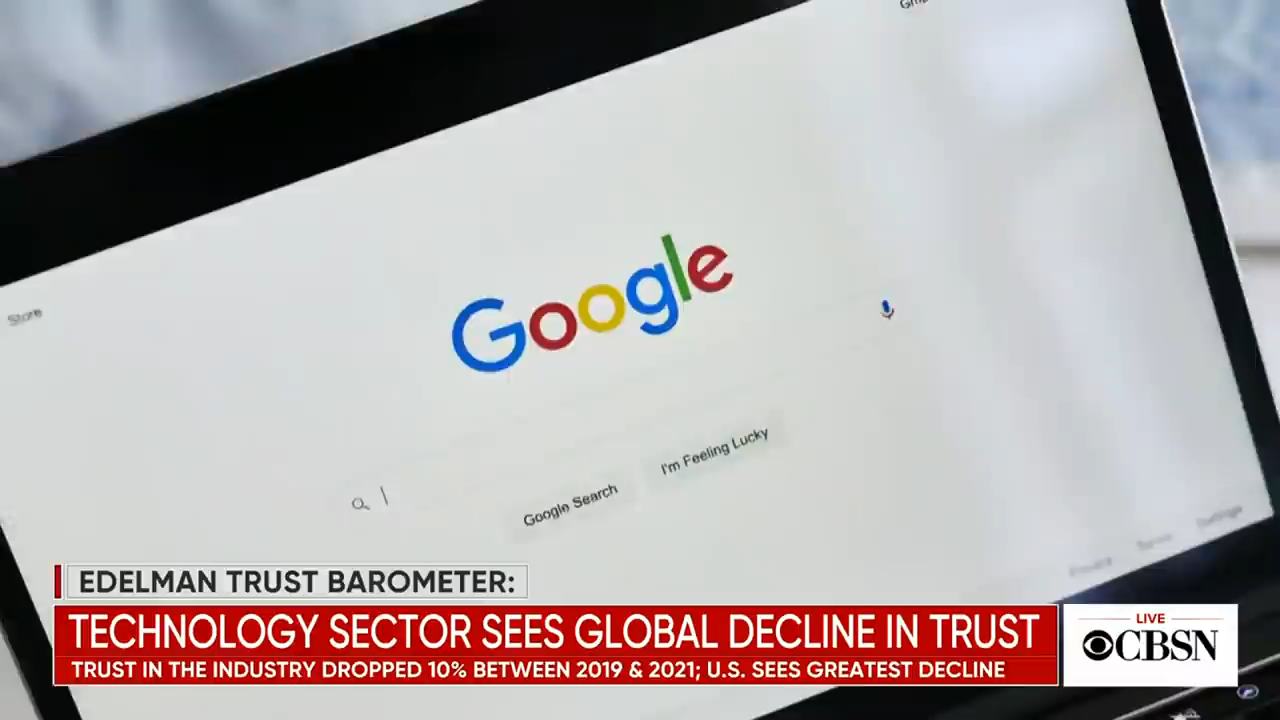 Store
Google
Google Search
I'm Feeling Lucky
EDELMAN TRUST BAROMETER:
TECHNOLOGY SECTOR SEES GLOBAL DECLINE IN TRUST
TRUST IN THE INDUSTRY DROPPED 10% BETWEEN 2019 & 2021; U.S. SEES GREATEST DECLINE
LIVE
CBSN